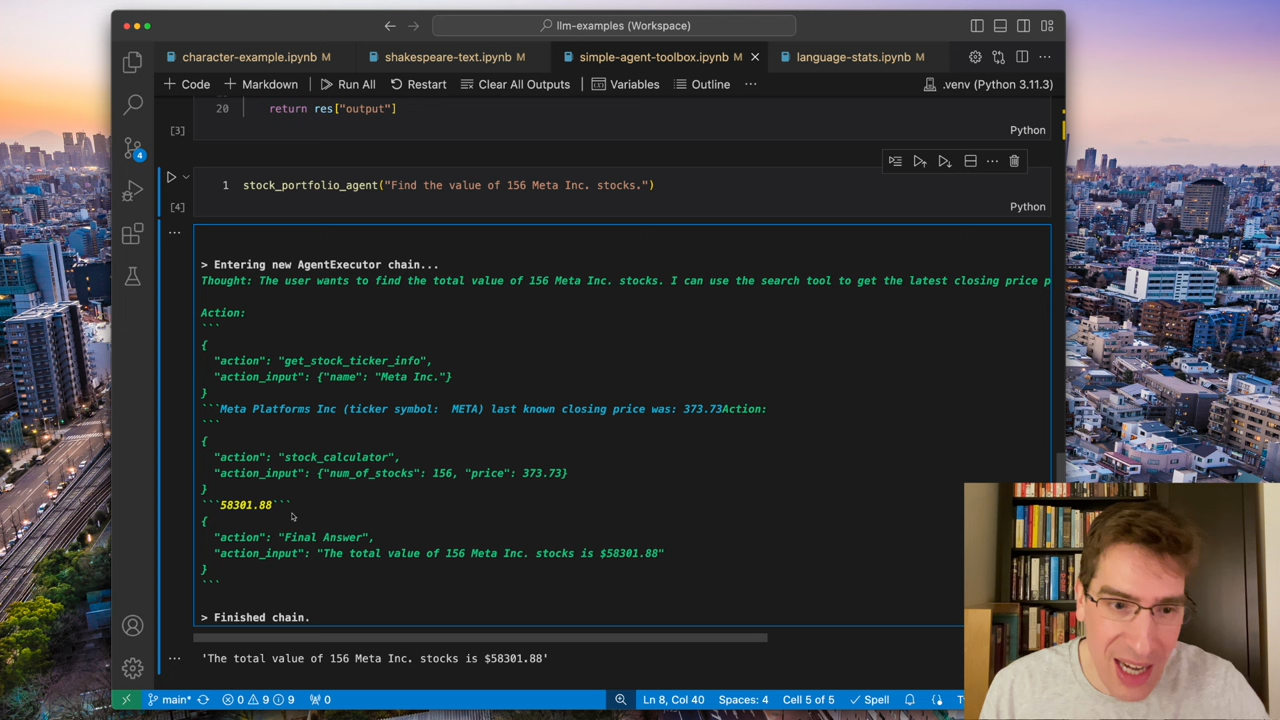 llm-examples (Workspace)
character-example.ipynb M
shakespeare-text.ipynb M
simple-agent-toolbox.ipynb M
language-stats.ipynb M
Code
Markdown
Run All
Restart
Clear All Outputs
Variables
Outline
.venv (Python 3.11.3)
20 return res["output"]
[3]
Python
1 stock_portfolio_agent("Find the value of 156 Meta Inc. stocks.")
[4]
Python
> Entering new AgentExecutor chain...
Thought: The user wants to find the total value of 156 Meta Inc. stocks. I can use the search tool to get the latest closing price p
Action:
```
{
"action": "get_stock_ticker_info",
"action_input": {"name": "Meta Inc."}
}
```Meta Platforms Inc (ticker symbol:  META) last known closing price was: 373.73Action:
```
{
"action": "stock_calculator",
"action_input": {"num_of_stocks": 156, "price": 373.73}
}
```58301.88```
{
"action": "Final Answer",
"action_input": "The total value of 156 Meta Inc. stocks is $58301.88"
}
```
> Finished chain.
'The total value of 156 Meta Inc. stocks is $58301.88'
4
main* 0 9 9 0 Ln 8, Col 40 Spaces: 4 Cell 5 of 5 Spell